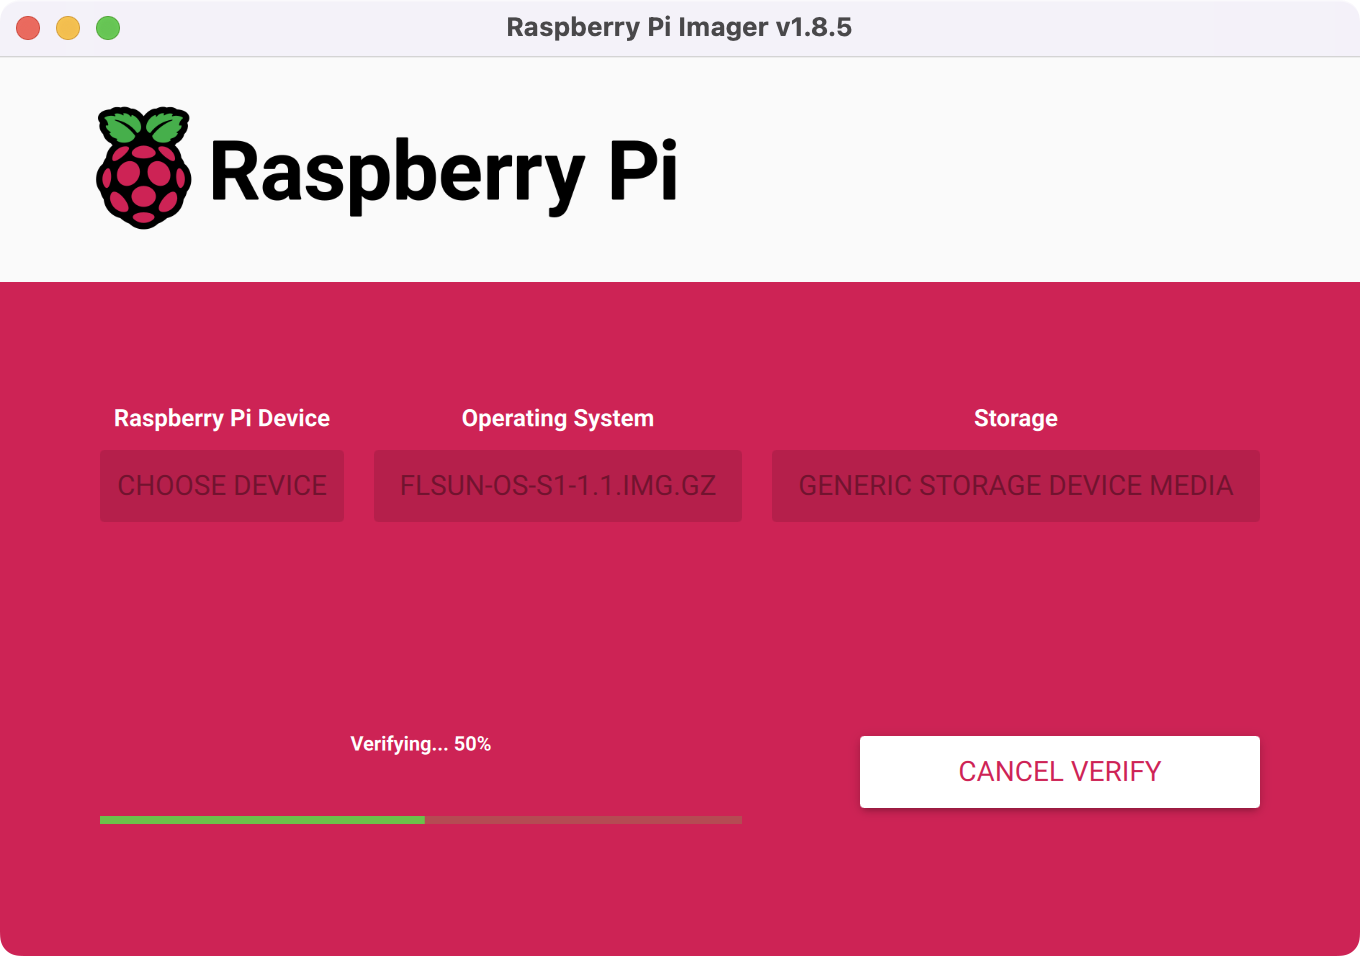 Raspberry Pi Imager v1.8.5
Raspberry Pi
Raspberry Pi Device
Operating System
Storage
CHOOSE DEVICE
FLSUN-OS-S1-1.1.IMG.GZ
GENERIC STORAGE DEVICE MEDIA
Verifying... 50%
CANCEL VERIFY